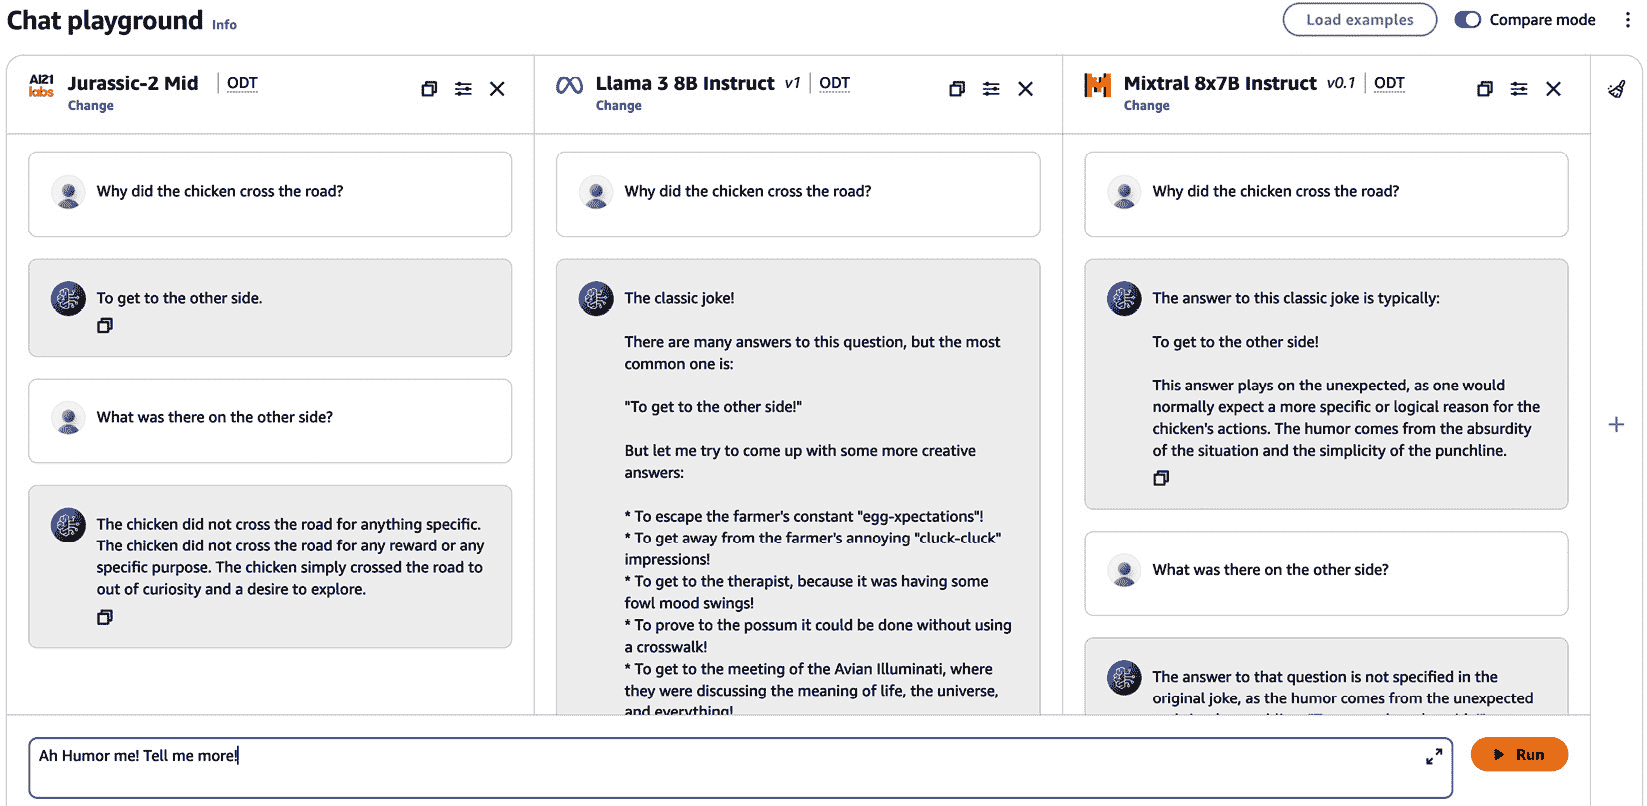 Chat playground Info
Load examples
Compare mode
AI21 labs
Jurassic-2 Mid
ODT
Change
Why did the chicken cross the road?
To get to the other side.
What was there on the other side?
The chicken did not cross the road for anything specific.
The chicken did not cross the road for any reward or any
specific purpose. The chicken simply crossed the road to
out of curiosity and a desire to explore.
Llama 3 8B Instruct v1
ODT
Change
Why did the chicken cross the road?
The classic joke!
There are many answers to this question, but the most
common one is:
"To get to the other side!"
But let me try to come up with some more creative
answers:
* To escape the farmer's constant "egg-xpectations"!
* To get away from the farmer's annoying "cluck-cluck"
impressions!
* To get to the therapist, because it was having some
fowl mood swings!
* To prove to the possum it could be done without using
a crosswalk!
* To get to the meeting of the Avian Illuminati, where
they were discussing the meaning of life, the universe,
and everything!
Mixtral 8x7B Instruct v0.1
ODT
Change
Why did the chicken cross the road?
The answer to this classic joke is typically:
To get to the other side!
This answer plays on the unexpected, as one would
normally expect a more specific or logical reason for the
chicken's actions. The humor comes from the absurdity
of the situation and the simplicity of the punchline.
What was there on the other side?
The answer to that question is not specified in the
original joke, as the humor comes from the unexpected
Ah Humor me! Tell me more!
Run